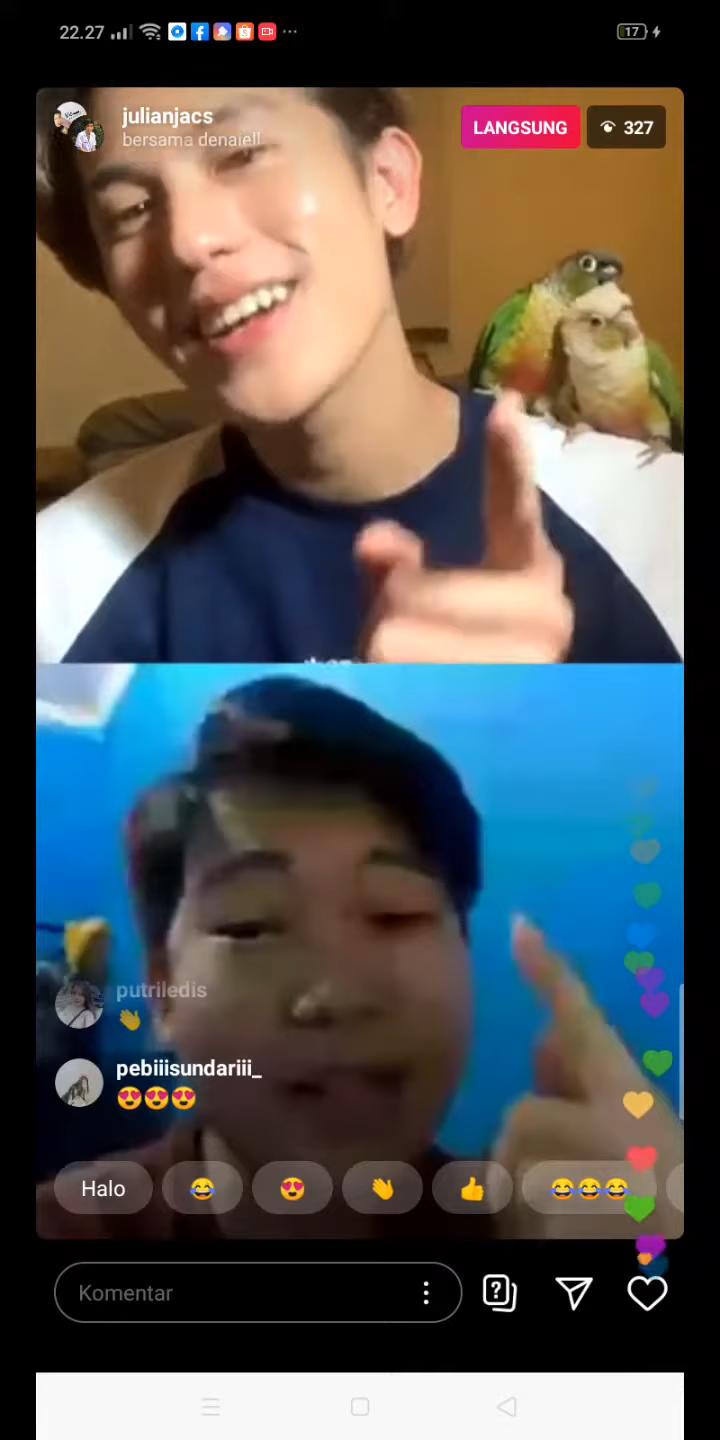 22.27
17
julianjacs
bersama denaiell
LANGSUNG
327
putriledis
👋
pebiiisundariii_
😍😍😍
Halo 😂 😍 👋 👍 😂😂😂
Komentar